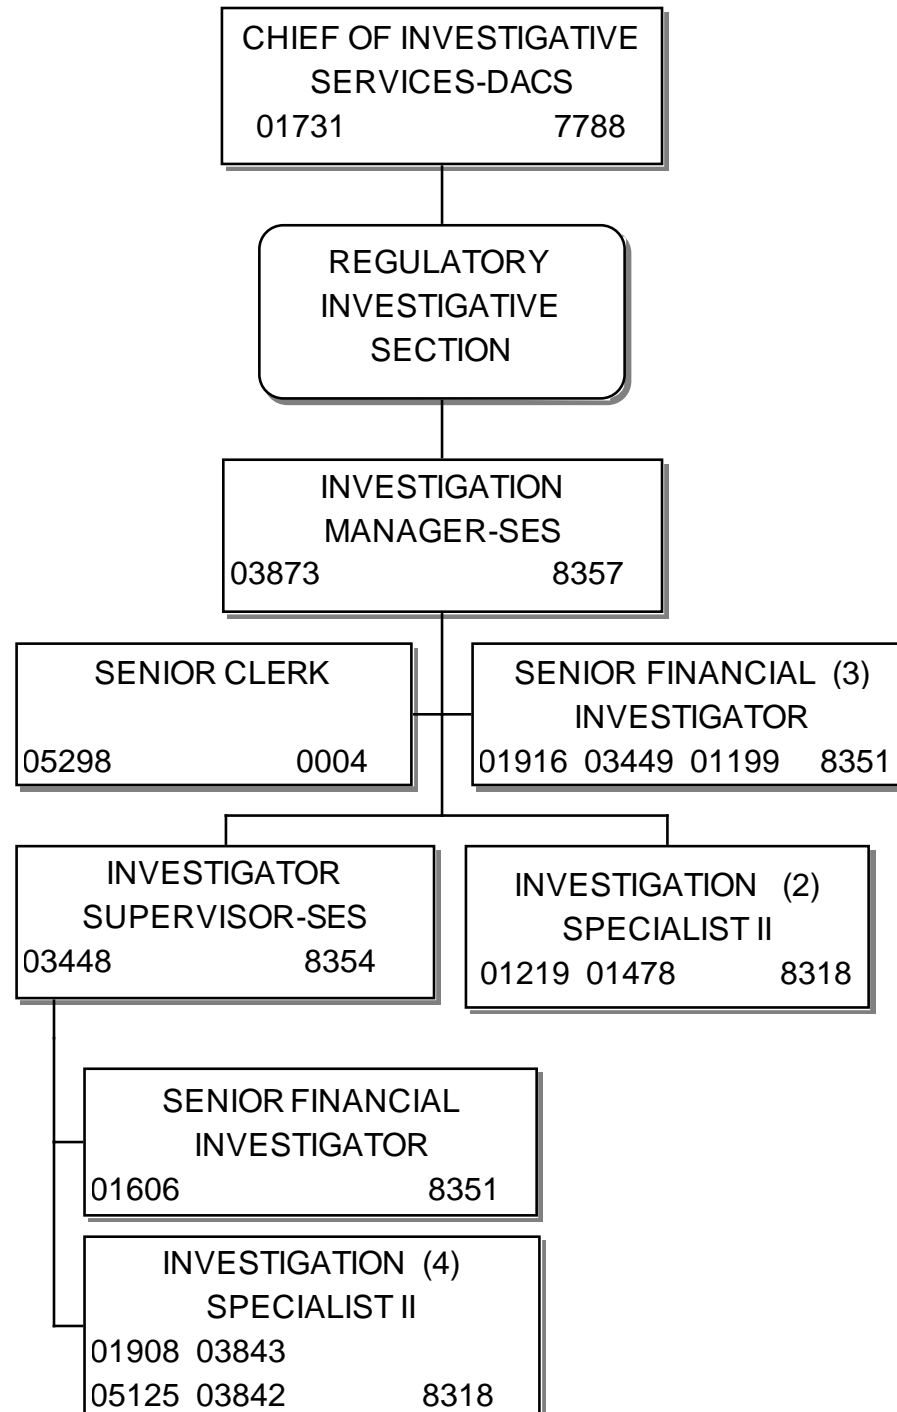 CHIEF OF INVESTIGATIVE
SERVICES-DACS
01731 7788
REGULATORY
INVESTIGATIVE
SECTION
INVESTIGATION
MANAGER-SES
03873 8357
SENIOR CLERK
05298 0004
SENIOR FINANCIAL (3)
INVESTIGATOR
01916 03449 01199 8351
INVESTIGATOR
SUPERVISOR-SES
03448 8354
INVESTIGATION (2)
SPECIALIST II
01219 01478 8318
SENIOR FINANCIAL
INVESTIGATOR
01606 8351
INVESTIGATION (4)
SPECIALIST II
01908 03843
05125 03842 8318